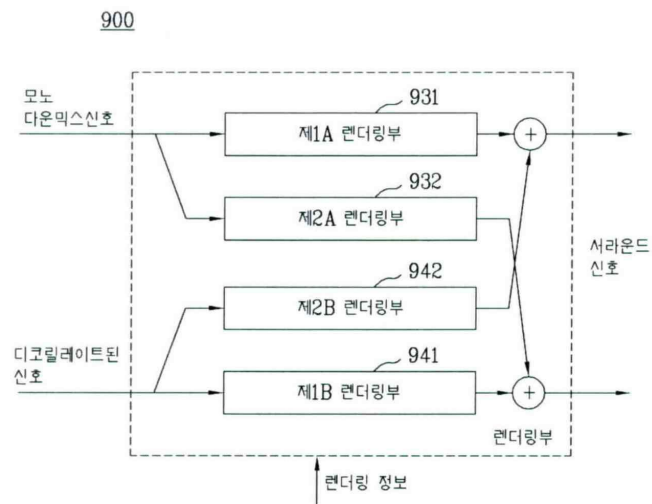 900
모노
다운믹스신호
931
제1A 렌더링부
+
932
제2A 렌더링부
서라운드
신호
942
제2B 렌더링부
디코릴레이트된
신호
941
제1B 렌더링부
+
렌더링부
렌더링 정보